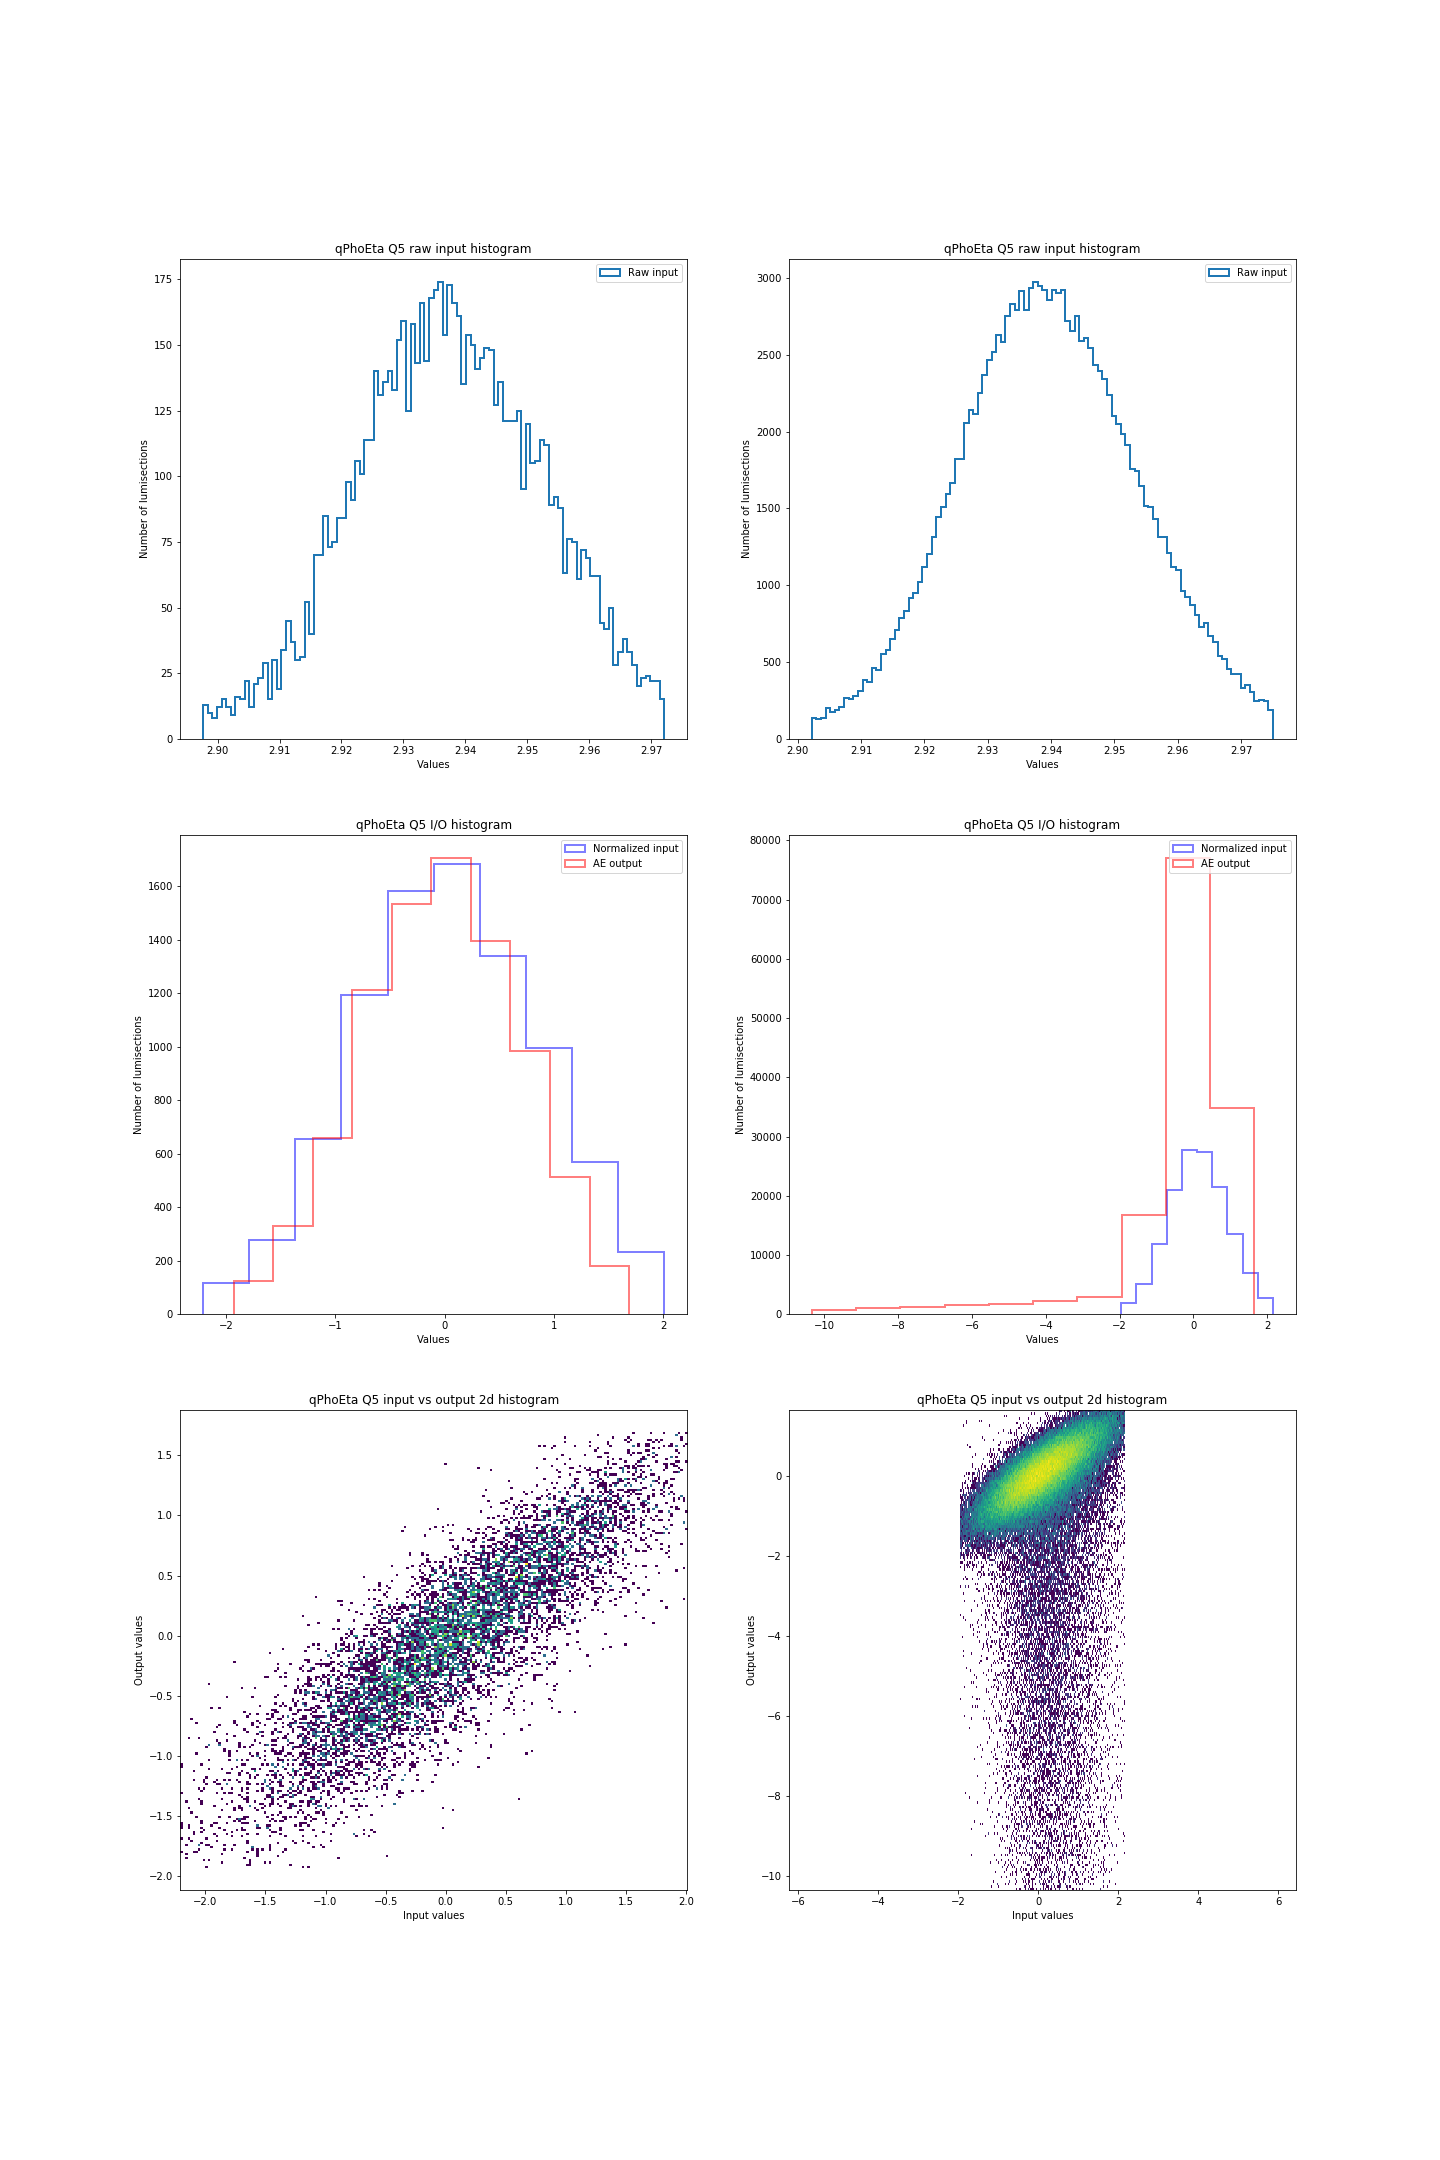 qPhoEta Q5 raw input histogram
Raw input
175
150
125
100
75
50
25
0
Number of lumisections
2.90 2.91 2.92 2.93 2.94 2.95 2.96 2.97
Values
qPhoEta Q5 raw input histogram
Raw input
3000
2500
2000
1500
1000
500
0
Number of lumisections
2.90 2.91 2.92 2.93 2.94 2.95 2.96 2.97
Values
qPhoEta Q5 I/O histogram
Normalized input
AE output
1600
1400
1200
1000
800
600
400
200
0
Number of lumisections
−2 −1 0 1 2
Values
qPhoEta Q5 I/O histogram
Normalized input
AE output
80000
70000
60000
50000
40000
30000
20000
10000
0
Number of lumisections
−10 −8 −6 −4 −2 0 2
Values
qPhoEta Q5 input vs output 2d histogram
1.5
1.0
0.5
0.0
−0.5
−1.0
−1.5
−2.0
Output values
−2.0 −1.5 −1.0 −0.5 0.0 0.5 1.0 1.5 2.0
Input values
qPhoEta Q5 input vs output 2d histogram
0
−2
−4
−6
−8
−10
Output values
−6 −4 −2 0 2 4 6
Input values